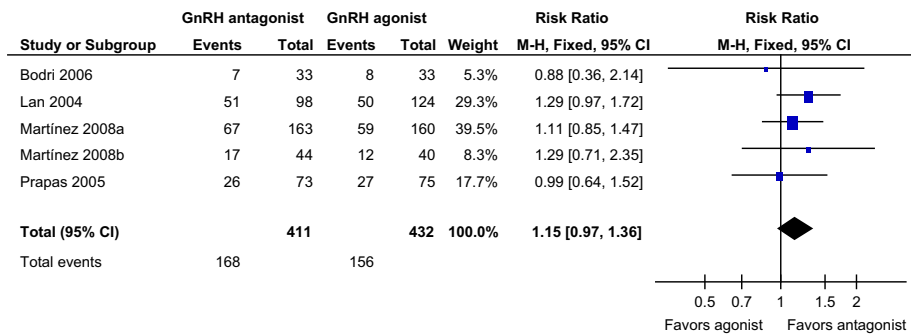 GnRH antagonist GnRH agonist Risk Ratio Risk Ratio
Study or Subgroup Events Total Events Total Weight M-H, Fixed, 95% CI M-H, Fixed, 95% CI
Bodri 2006 7 33 8 33 5.3% 0.88 [0.36, 2.14]
Lan 2004 51 98 50 124 29.3% 1.29 [0.97, 1.72]
Martínez 2008a 67 163 59 160 39.5% 1.11 [0.85, 1.47]
Martínez 2008b 17 44 12 40 8.3% 1.29 [0.71, 2.35]
Prapas 2005 26 73 27 75 17.7% 0.99 [0.64, 1.52]
Total (95% CI) 411 432 100.0% 1.15 [0.97, 1.36]
Total events 168 156
0.5 0.7 1 1.5 2
Favors agonist Favors antagonist